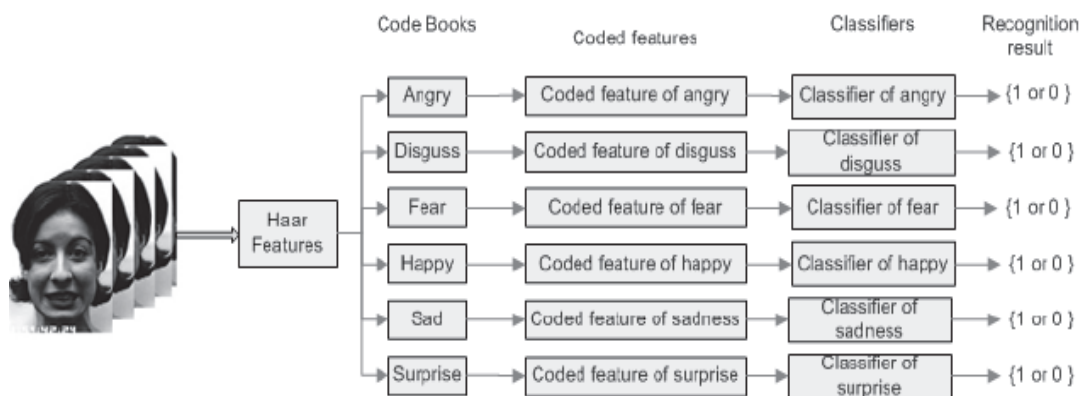 Code Books
Coded features
Classifiers
Recognition
result
Angry
Coded feature of angry
Classifier of angry
{1 or 0 }
Disguss
Coded feature of disguss
Classifier of
disguss
{1 or 0 }
Haar
Features
Fear
Coded feature of fear
Classifier of fear
{1 or 0 }
Happy
Coded feature of happy
Classifier of happy
{1 or 0 }
Sad
Coded feature of sadness
Classifier of
sadness
{1 or 0 }
Surprise
Coded feature of surprise
Classifier of
surprise
{1 or 0 }